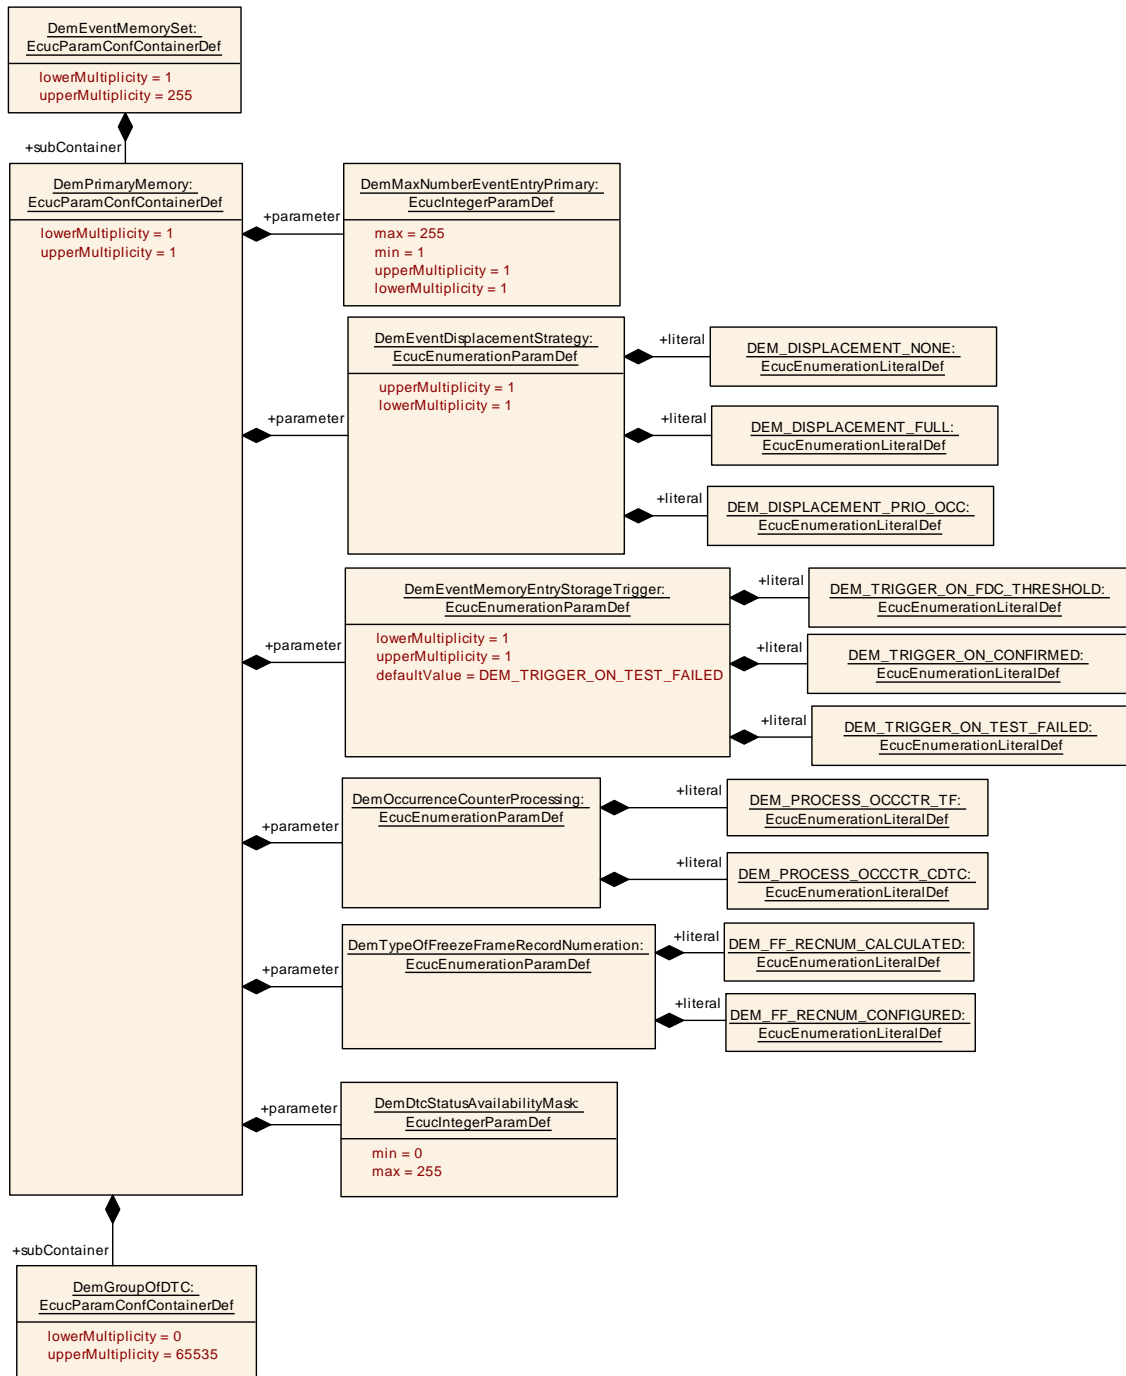 DemEventMemorySet:
EcucParamConfContainerDef
lowerMultiplicity = 1
upperMultiplicity = 255
+subContainer
DemPrimaryMemory:
EcucParamConfContainerDef
lowerMultiplicity = 1
upperMultiplicity = 1
+parameter
DemMaxNumberEventEntryPrimary:
EcucIntegerParamDef
max = 255
min = 1
upperMultiplicity = 1
lowerMultiplicity = 1
+parameter
DemEventDisplacementStrategy:
EcucEnumerationParamDef
upperMultiplicity = 1
lowerMultiplicity = 1
+literal
DEM_DISPLACEMENT_NONE:
EcucEnumerationLiteralDef
+literal
DEM_DISPLACEMENT_FULL:
EcucEnumerationLiteralDef
+literal
DEM_DISPLACEMENT_PRIO_OCC:
EcucEnumerationLiteralDef
+parameter
DemEventMemoryEntryStorageTrigger:
EcucEnumerationParamDef
lowerMultiplicity = 1
upperMultiplicity = 1
defaultValue = DEM_TRIGGER_ON_TEST_FAILED
+literal
DEM_TRIGGER_ON_FDC_THRESHOLD:
EcucEnumerationLiteralDef
+literal
DEM_TRIGGER_ON_CONFIRMED:
EcucEnumerationLiteralDef
+literal
DEM_TRIGGER_ON_TEST_FAILED:
EcucEnumerationLiteralDef
+parameter
DemOccurrenceCounterProcessing:
EcucEnumerationParamDef
+literal
DEM_PROCESS_OCCCTR_TF:
EcucEnumerationLiteralDef
+literal
DEM_PROCESS_OCCCTR_CDTC:
EcucEnumerationLiteralDef
+parameter
DemTypeOfFreezeFrameRecordNumeration:
EcucEnumerationParamDef
+literal
DEM_FF_RECNUM_CALCULATED:
EcucEnumerationLiteralDef
+literal
DEM_FF_RECNUM_CONFIGURED:
EcucEnumerationLiteralDef
+parameter
DemDtcStatusAvailabilityMask:
EcucIntegerParamDef
min = 0
max = 255
+subContainer
DemGroupOfDTC:
EcucParamConfContainerDef
lowerMultiplicity = 0
upperMultiplicity = 65535